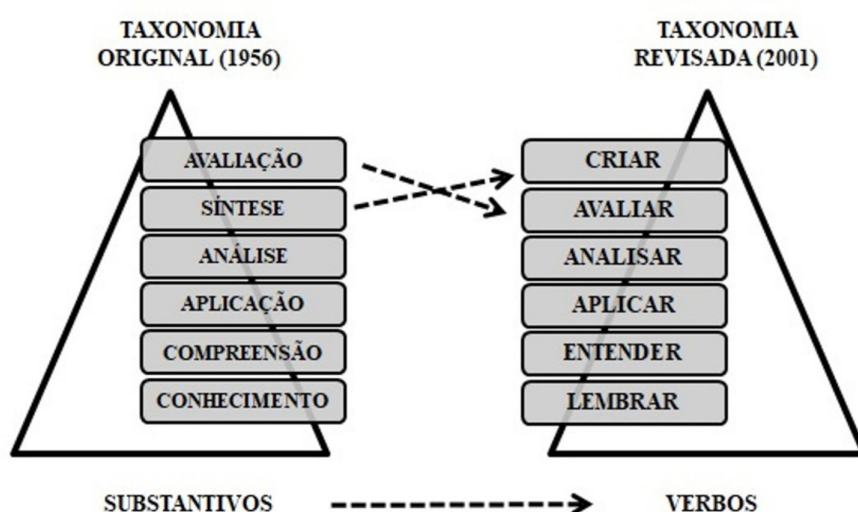 TAXONOMIA
ORIGINAL (1956)
AVALIAÇÃO
SÍNTESE
ANÁLISE
APLICAÇÃO
COMPREENSÃO
CONHECIMENTO
SUBSTANTIVOS
TAXONOMIA
REVISADA (2001)
CRIAR
AVALIAR
ANALISAR
APLICAR
ENTENDER
LEMBRAR
VERBOS